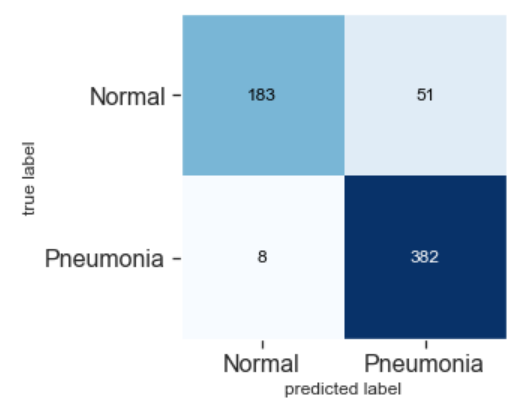 Normal 183 51
true label
Pneumonia 8 382
Normal Pneumonia
predicted label